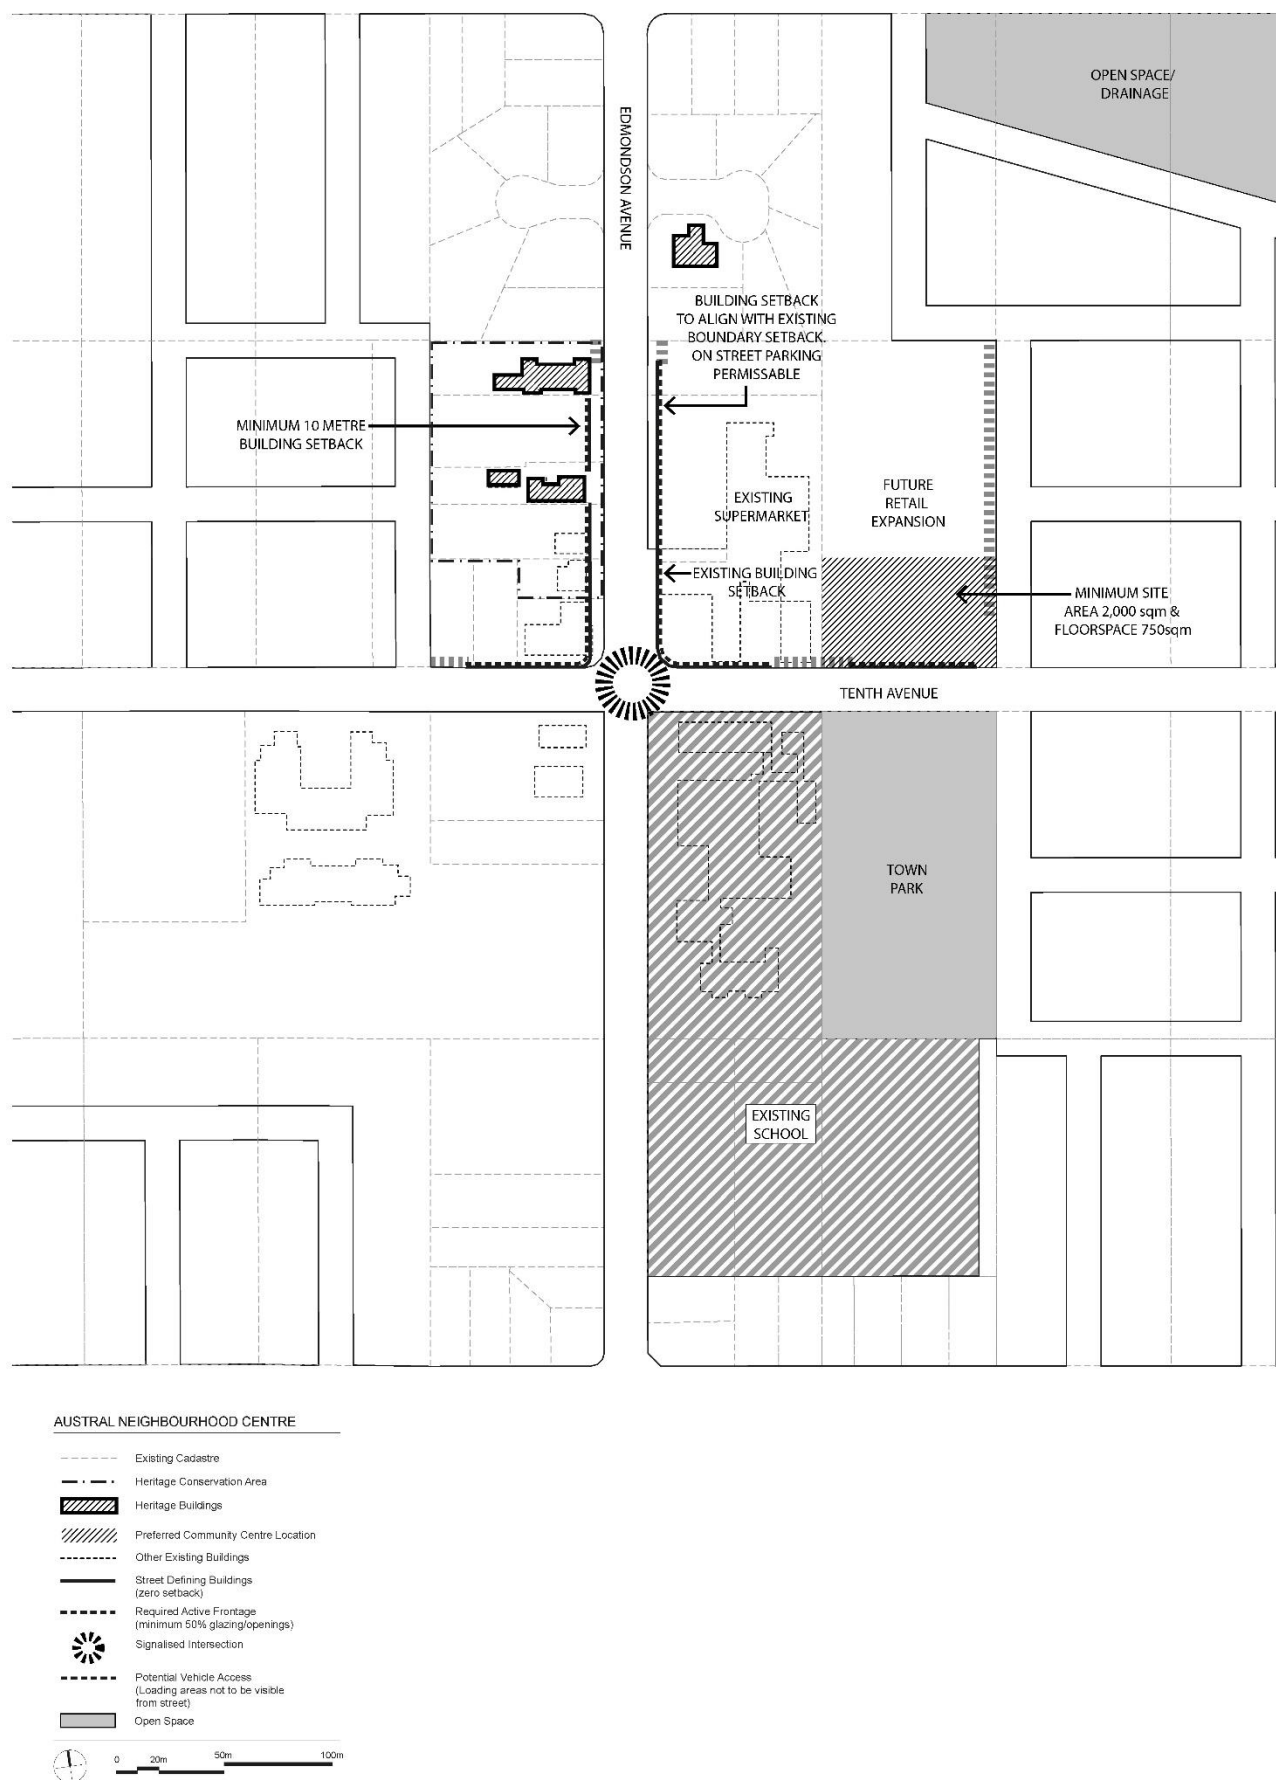 OPEN SPACE/
DRAINAGE
EDMONDSON AVENUE
BUILDING SETBACK
TO ALIGN WITH EXISTING
BOUNDARY SETBACK.
ON STREET PARKING
PERMISSABLE
MINIMUM 10 METRE
BUILDING SETBACK
EXISTING
SUPERMARKET
FUTURE
RETAIL
EXPANSION
EXISTING BUILDING
SETBACK
MINIMUM SITE
AREA 2,000 sqm &
FLOORSPACE 750sqm
TENTH AVENUE
TOWN
PARK
EXISTING
SCHOOL
AUSTRAL NEIGHBOURHOOD CENTRE
Existing Cadastre
Heritage Conservation Area
Heritage Buildings
Preferred Community Centre Location
Other Existing Buildings
Street Defining Buildings
(zero setback)
Required Active Frontage
(minimum 50% glazing/openings)
Signalised Intersection
Potential Vehicle Access
(Loading areas not to be visible
from street)
Open Space
0 20m 50m 100m